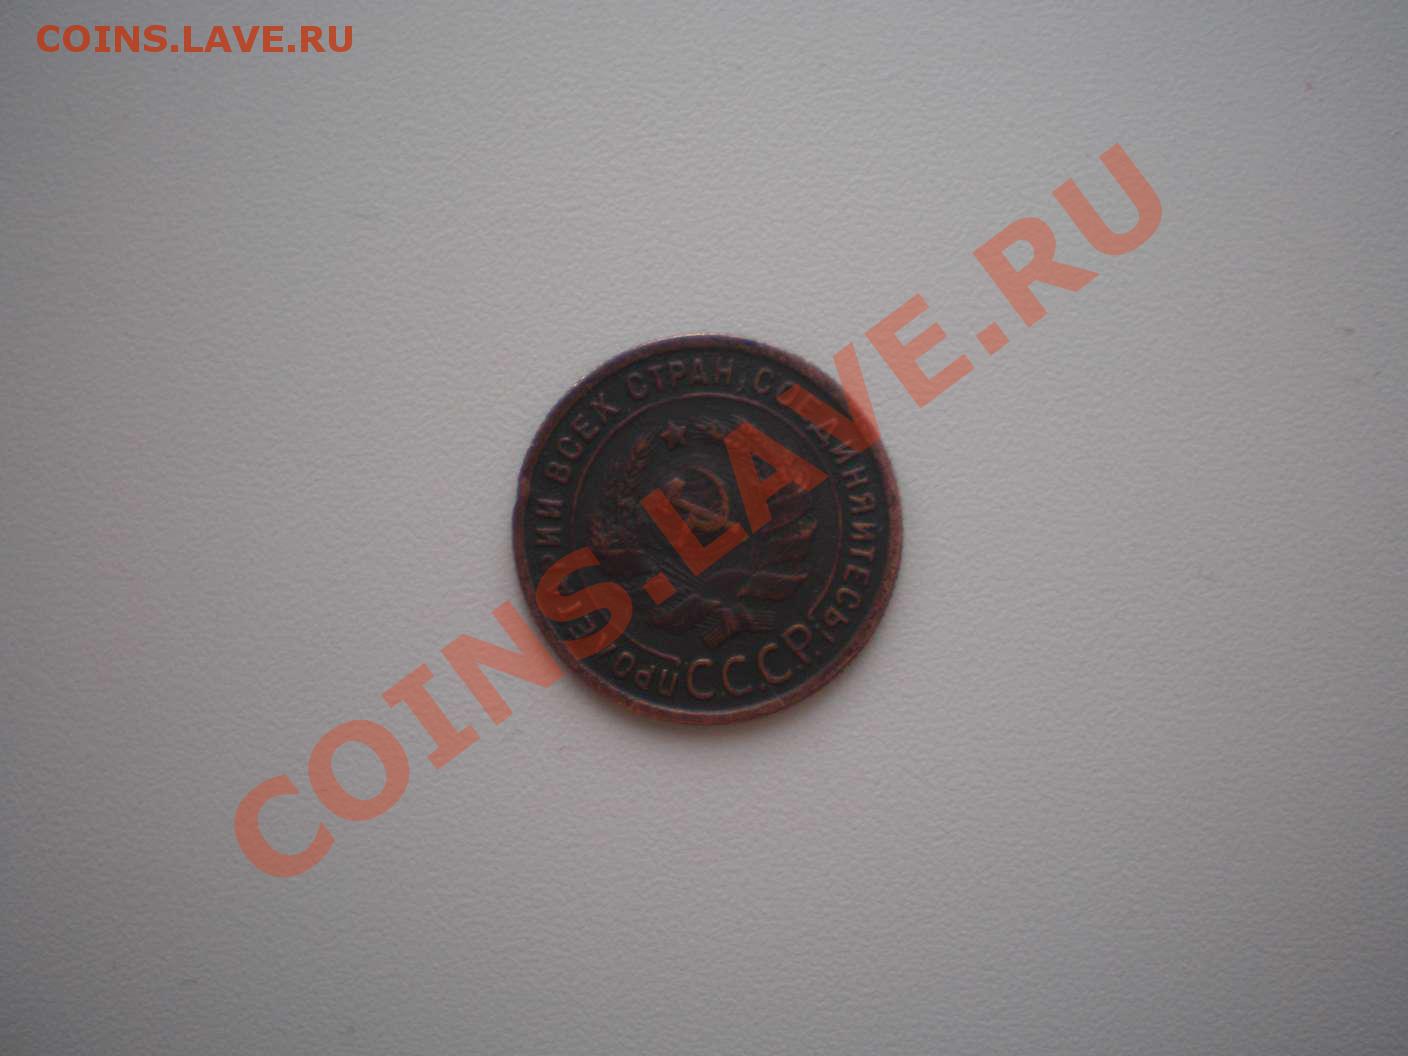 COINS.LAVE.RU
ПРОЛЕТАРИИ ВСЕХ СТРАН, СОЕДИНЯЙТЕСЬ!
С.С.С.Р.
COINS.LAVE.RU